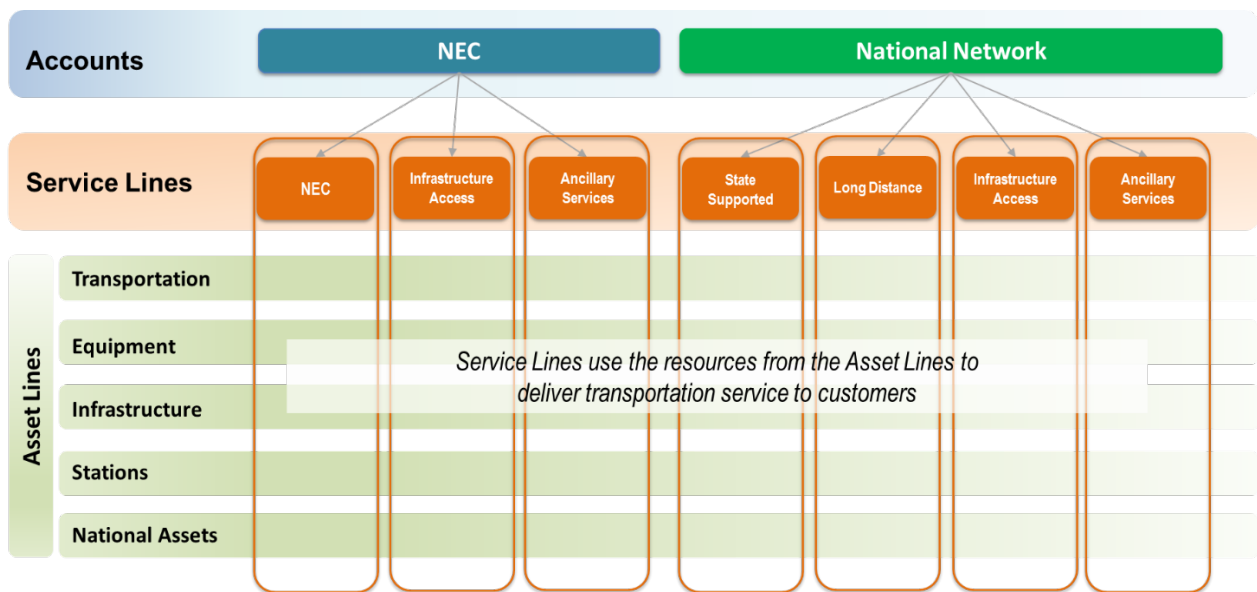 Accounts
NEC
National Network
Service Lines
NEC
Infrastructure
Access
Ancillary
Services
State
Supported
Long Distance
Infrastructure
Access
Ancillary
Services
Asset Lines
Transportation
Equipment
Service Lines use the resources from the Asset Lines to
deliver transportation service to customers
Infrastructure
Stations
National Assets